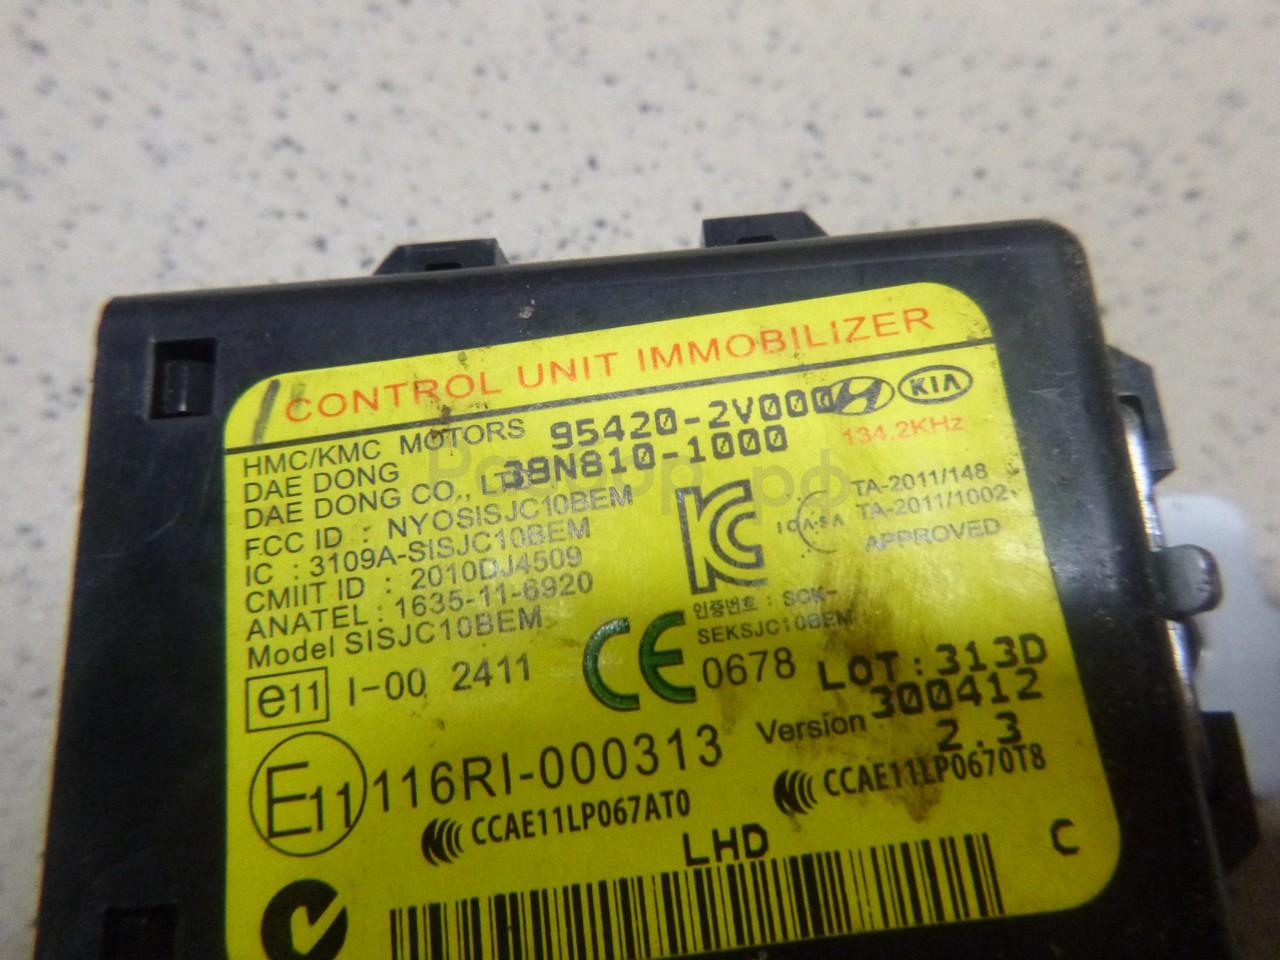 CONTROL UNIT IMMOBILIZER
HMC/KMC MOTORS 95420-2V000 KIA
DAE DONG 38N810-1000 134.2KHz
DAE DONG CO., LTD
FCC ID : NYOSISJC10BEM
IC : 3109A-SISJC10BEM
CMIIT ID : 2010DJ4509
ANATEL : 1635-11-6920
Model SISJC10BEM
ICASA TA-2011/148
TA-2011/1002
APPROVED
인증번호 : SCK-
SEKSJC10BEM
e11 I-00 2411 CE 0678
LOT : 313D
300412
Version 2.3
E11 116RI-000313
CCAE11LP067AT0 CCAE11LP0670T8
LHD C